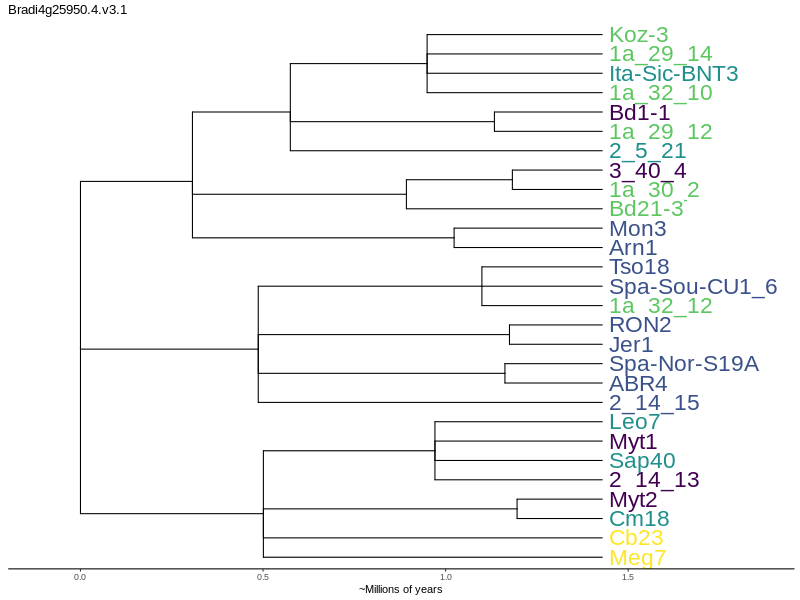 Bradi4g25950.4.v3.1
Koz-3
1a_29_14
Ita-Sic-BNT3
1a_32_10
Bd1-1
1a_29_12
2_5_21
3_40_4
1a_30_2
Bd21-3
Mon3
Arn1
Tso18
Spa-Sou-CU1_6
1a_32_12
RON2
Jer1
Spa-Nor-S19A
ABR4
2_14_15
Leo7
Myt1
Sap40
2_14_13
Myt2
Cm18
Cb23
Meg7
0.0 0.5 1.0 1.5
~Millions of years